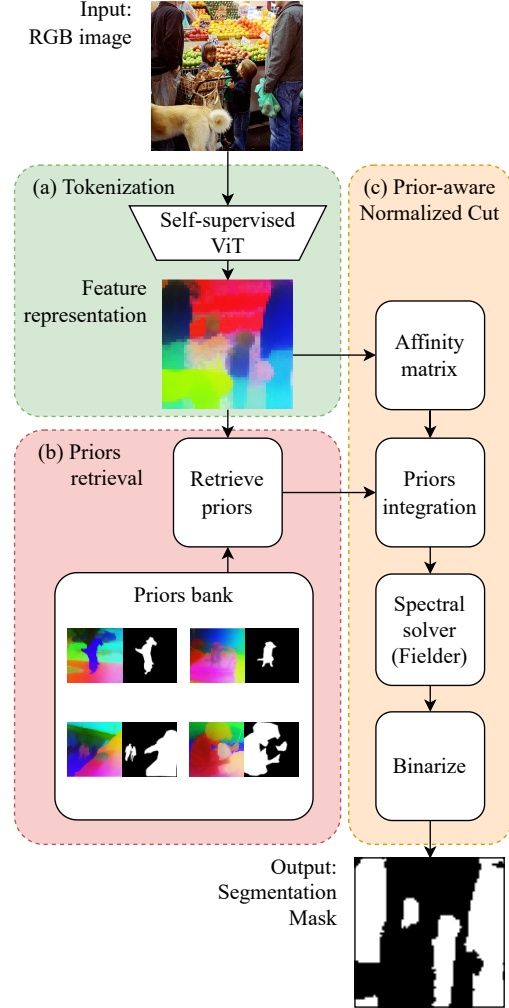 Input:
RGB image
(a) Tokenization
Self-supervised
ViT
Feature
representation
(b) Priors
retrieval
Retrieve
priors
Priors bank
(c) Prior-aware
Normalized Cut
Affinity
matrix
Priors
integration
Spectral
solver
(Fielder)
Binarize
Output:
Segmentation
Mask